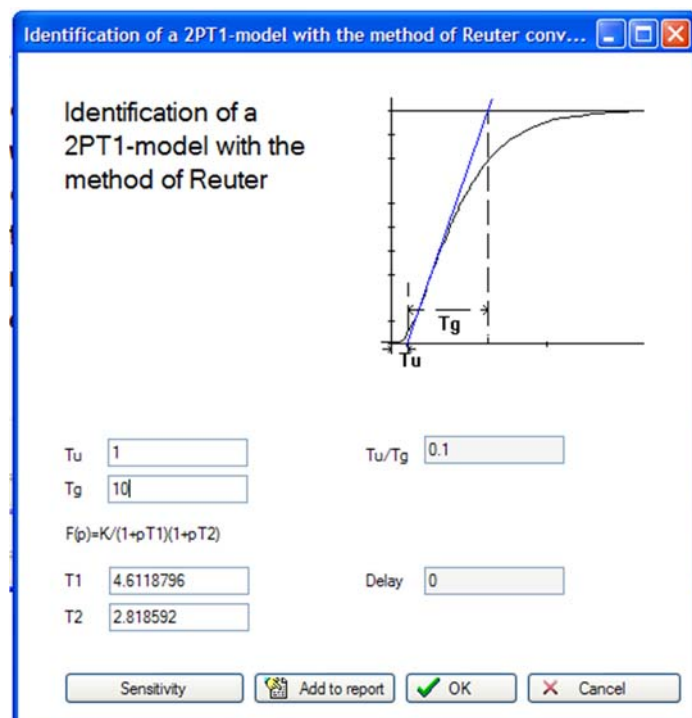 Identification of a 2PT1-model with the method of Reuter conv...
Identification of a
2PT1-model with the
method of Reuter
Tg
Tu
Tu 1
Tu/Tg 0.1
Tg 10
F(p)=K/(1+pT1)(1+pT2)
T1 4.6118796
Delay 0
T2 2.818592
Sensitivity
Add to report
OK
Cancel